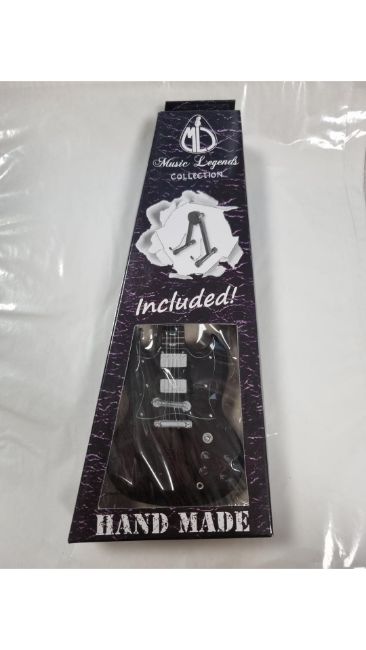 ML
Music Legends
COLLECTION
Included!
HAND MADE